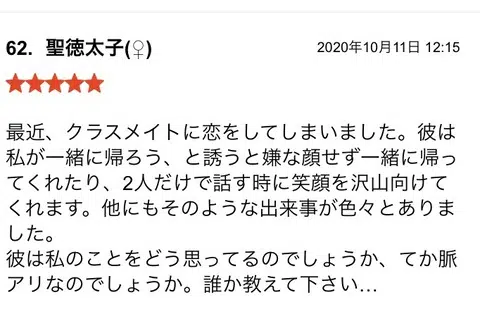 62. 聖徳太子(♀)
2020年10月11日 12:15
★★★★★
最近、クラスメイトに恋をしてしまいました。彼は
私が一緒に帰ろう、と誘うと嫌な顔せず一緒に帰っ
てくれたり、2人だけで話す時に笑顔を沢山向けて
くれます。他にもそのような出来事が色々とありま
した。
彼は私のことをどう思ってるのでしょうか、てか脈
アリなのでしょうか。誰か教えて下さい...